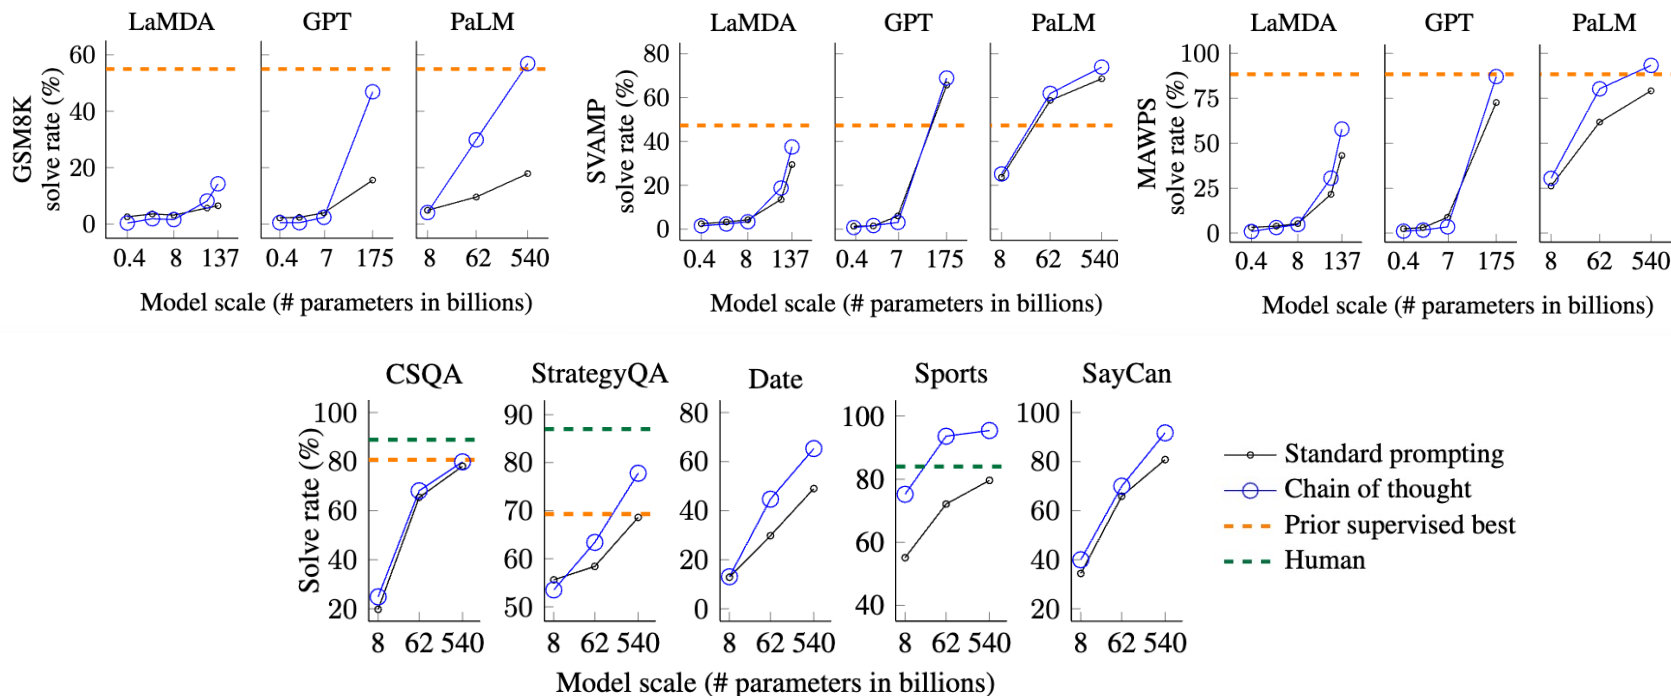 LaMDA GPT PaLM
GSM8K
solve rate (%)
60
40
20
0
0.4 8 137 0.4 7 175 8 62 540
Model scale (# parameters in billions)
LaMDA GPT PaLM
SVAMP
solve rate (%)
80
60
40
20
0
0.4 8 137 0.4 7 175 8 62 540
Model scale (# parameters in billions)
LaMDA GPT PaLM
MAWPS
solve rate (%)
100
75
50
25
0
0.4 8 137 0.4 7 175 8 62 540
Model scale (# parameters in billions)
CSQA
Solve rate (%)
100
80
60
40
20
8 62 540
StrategyQA
90
80
70
60
50
8 62 540
Date
80
60
40
20
0
8 62 540
Sports
100
80
60
40
8 62 540
SayCan
100
80
60
40
20
8 62 540
Model scale (# parameters in billions)
Standard prompting
Chain of thought
Prior supervised best
Human